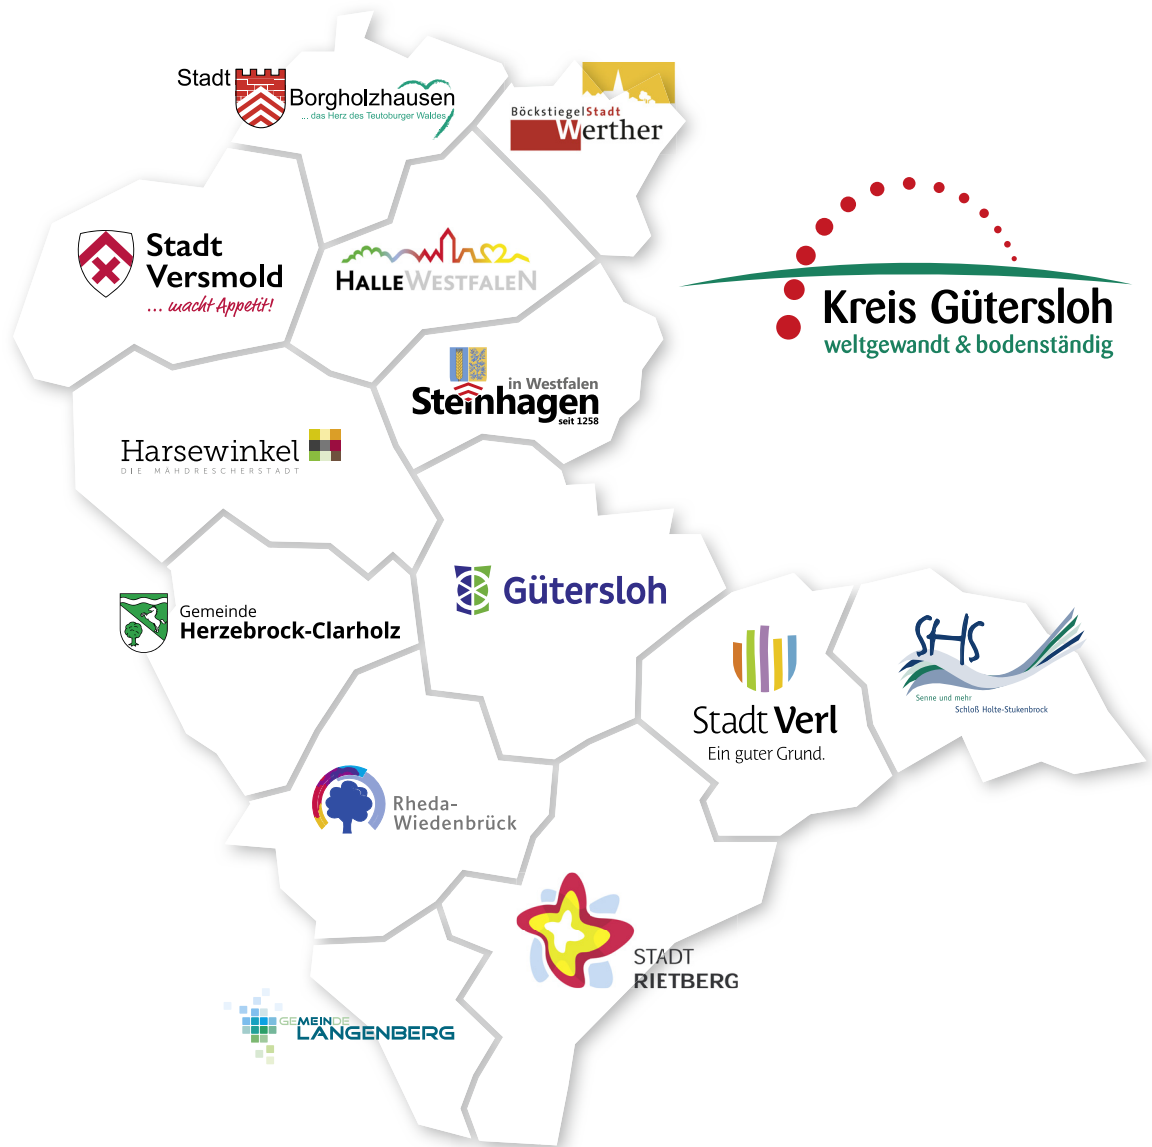 Stadt
Borgholzhausen
... das Herz des Teutoburger Waldes
BöckstiegelStadt
Werther
Stadt
Versmold
... macht Appetit!
HALLEWESTFALEN
Kreis Gütersloh
weltgewandt & bodenständig
in Westfalen
Steinhagen
seit 1258
Harsewinkel
DIE MÄHDRESCHERSTADT
Gütersloh
Gemeinde
Herzebrock-Clarholz
SHS
Senne und mehr
Schloß Holte-Stukenbrock
Stadt Verl
Ein guter Grund.
Rheda-
Wiedenbrück
STADT
RIETBERG
GEMEINDE
LANGENBERG